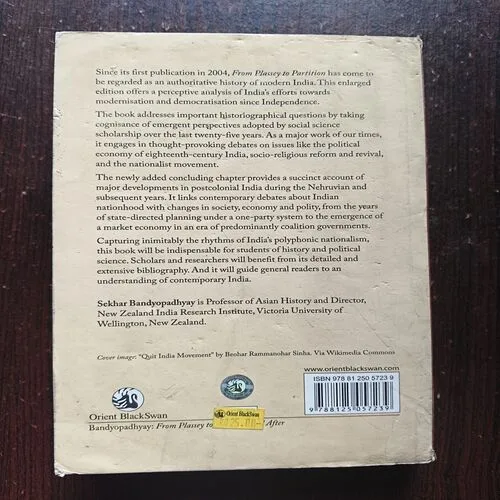 Since its first publication in 2004, From Plassey to Partition has come
to be regarded as an authoritative history of modern India. This enlarged
edition offers a perceptive analysis of India's efforts towards
modernisation and democratisation since Independence.
The book addresses important historiographical questions by taking
cognisance of emergent perspectives adopted by social science
scholarship over the last twenty-five years. As a major work of our times,
it engages in thought-provoking debates on issues like the political
economy of eighteenth-century India, socio-religious reform and revival,
and the nationalist movement.
The newly added concluding chapter provides a succinct account of
major developments in postcolonial India during the Nehruvian and
subsequent years. It links contemporary debates about Indian
nationhood with changes in society, economy and polity, from the years
of state-directed planning under a one-party system to the emergence of
a market economy in an era of predominantly coalition governments.
Capturing inimitably the rhythms of India's polyphonic nationalism,
this book will be indispensable for students of history and political
science. Scholars and researchers will benefit from its detailed and
extensive bibliography. And it will guide general readers to an
understanding of contemporary India.
Sekhar Bandyopadhyay is Professor of Asian History and Director,
New Zealand India Research Institute, Victoria University of
Wellington, New Zealand.
Cover image: "Quit India Movement" by Beohar Rammanohar Sinha. Via Wikimedia Commons
www.orientblackswan.com
ISBN 978 81 250 5723 9
9 788125 057239
Orient BlackSwan
Orient BlackSwan
Bandyopadhyay: From Plassey to After